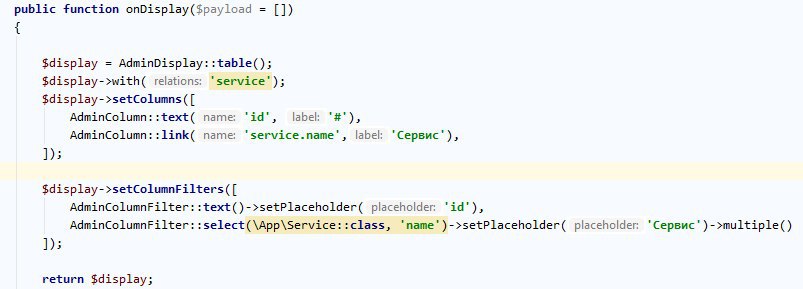 public function onDisplay($payload = [])
{
$display = AdminDisplay::table();
$display->with( relations: 'service');
$display->setColumns([
AdminColumn::text( name: 'id', label: '#'),
AdminColumn::link( name: 'service.name', label: 'Сервис'),
]);
$display->setColumnFilters([
AdminColumnFilter::text()->setPlaceholder( placeholder: 'id'),
AdminColumnFilter::select(\App\Service::class, 'name')->setPlaceholder( placeholder: 'Сервис')->multiple()
]);
return $display;